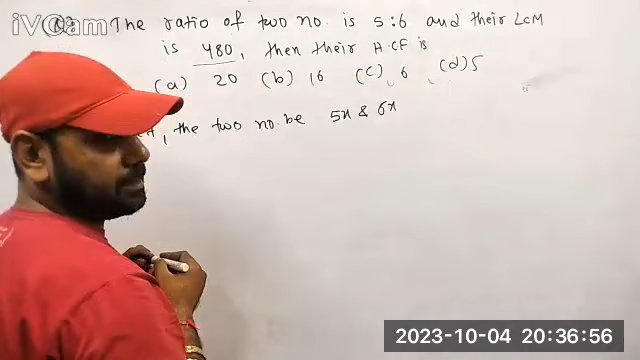 iVCam
The ratio of two no. is 5:6 and their LCM
is 480, then their H.CF is
(a) 20 (b) 16 (c) 6 (d) 5
, the two no. be 5x & 6x
2023-10-04 20:36:56